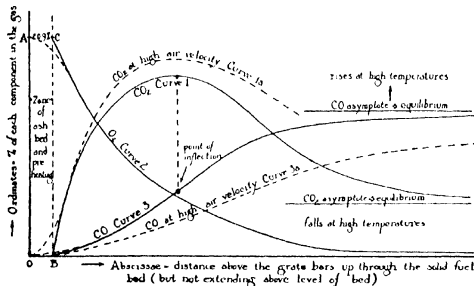 A
C
CO₂ at high air velocity Curve 1a
CO₂
Curve 1
rises at high temperatures
CO asymptote & equilibrium
Zone
of
ash
bed
and
pre
heating
O₂ Curve 2
point of
inflection
CO Curve 3
CO at high air velocity Curve 3a
CO₂ asymptote & equilibrium
falls at high temperatures
O
B
Ordinates = % of each component in the gas
Abscissae = distance above the grate bars up through the solid fuel
bed (but not extending above level of 'bed)